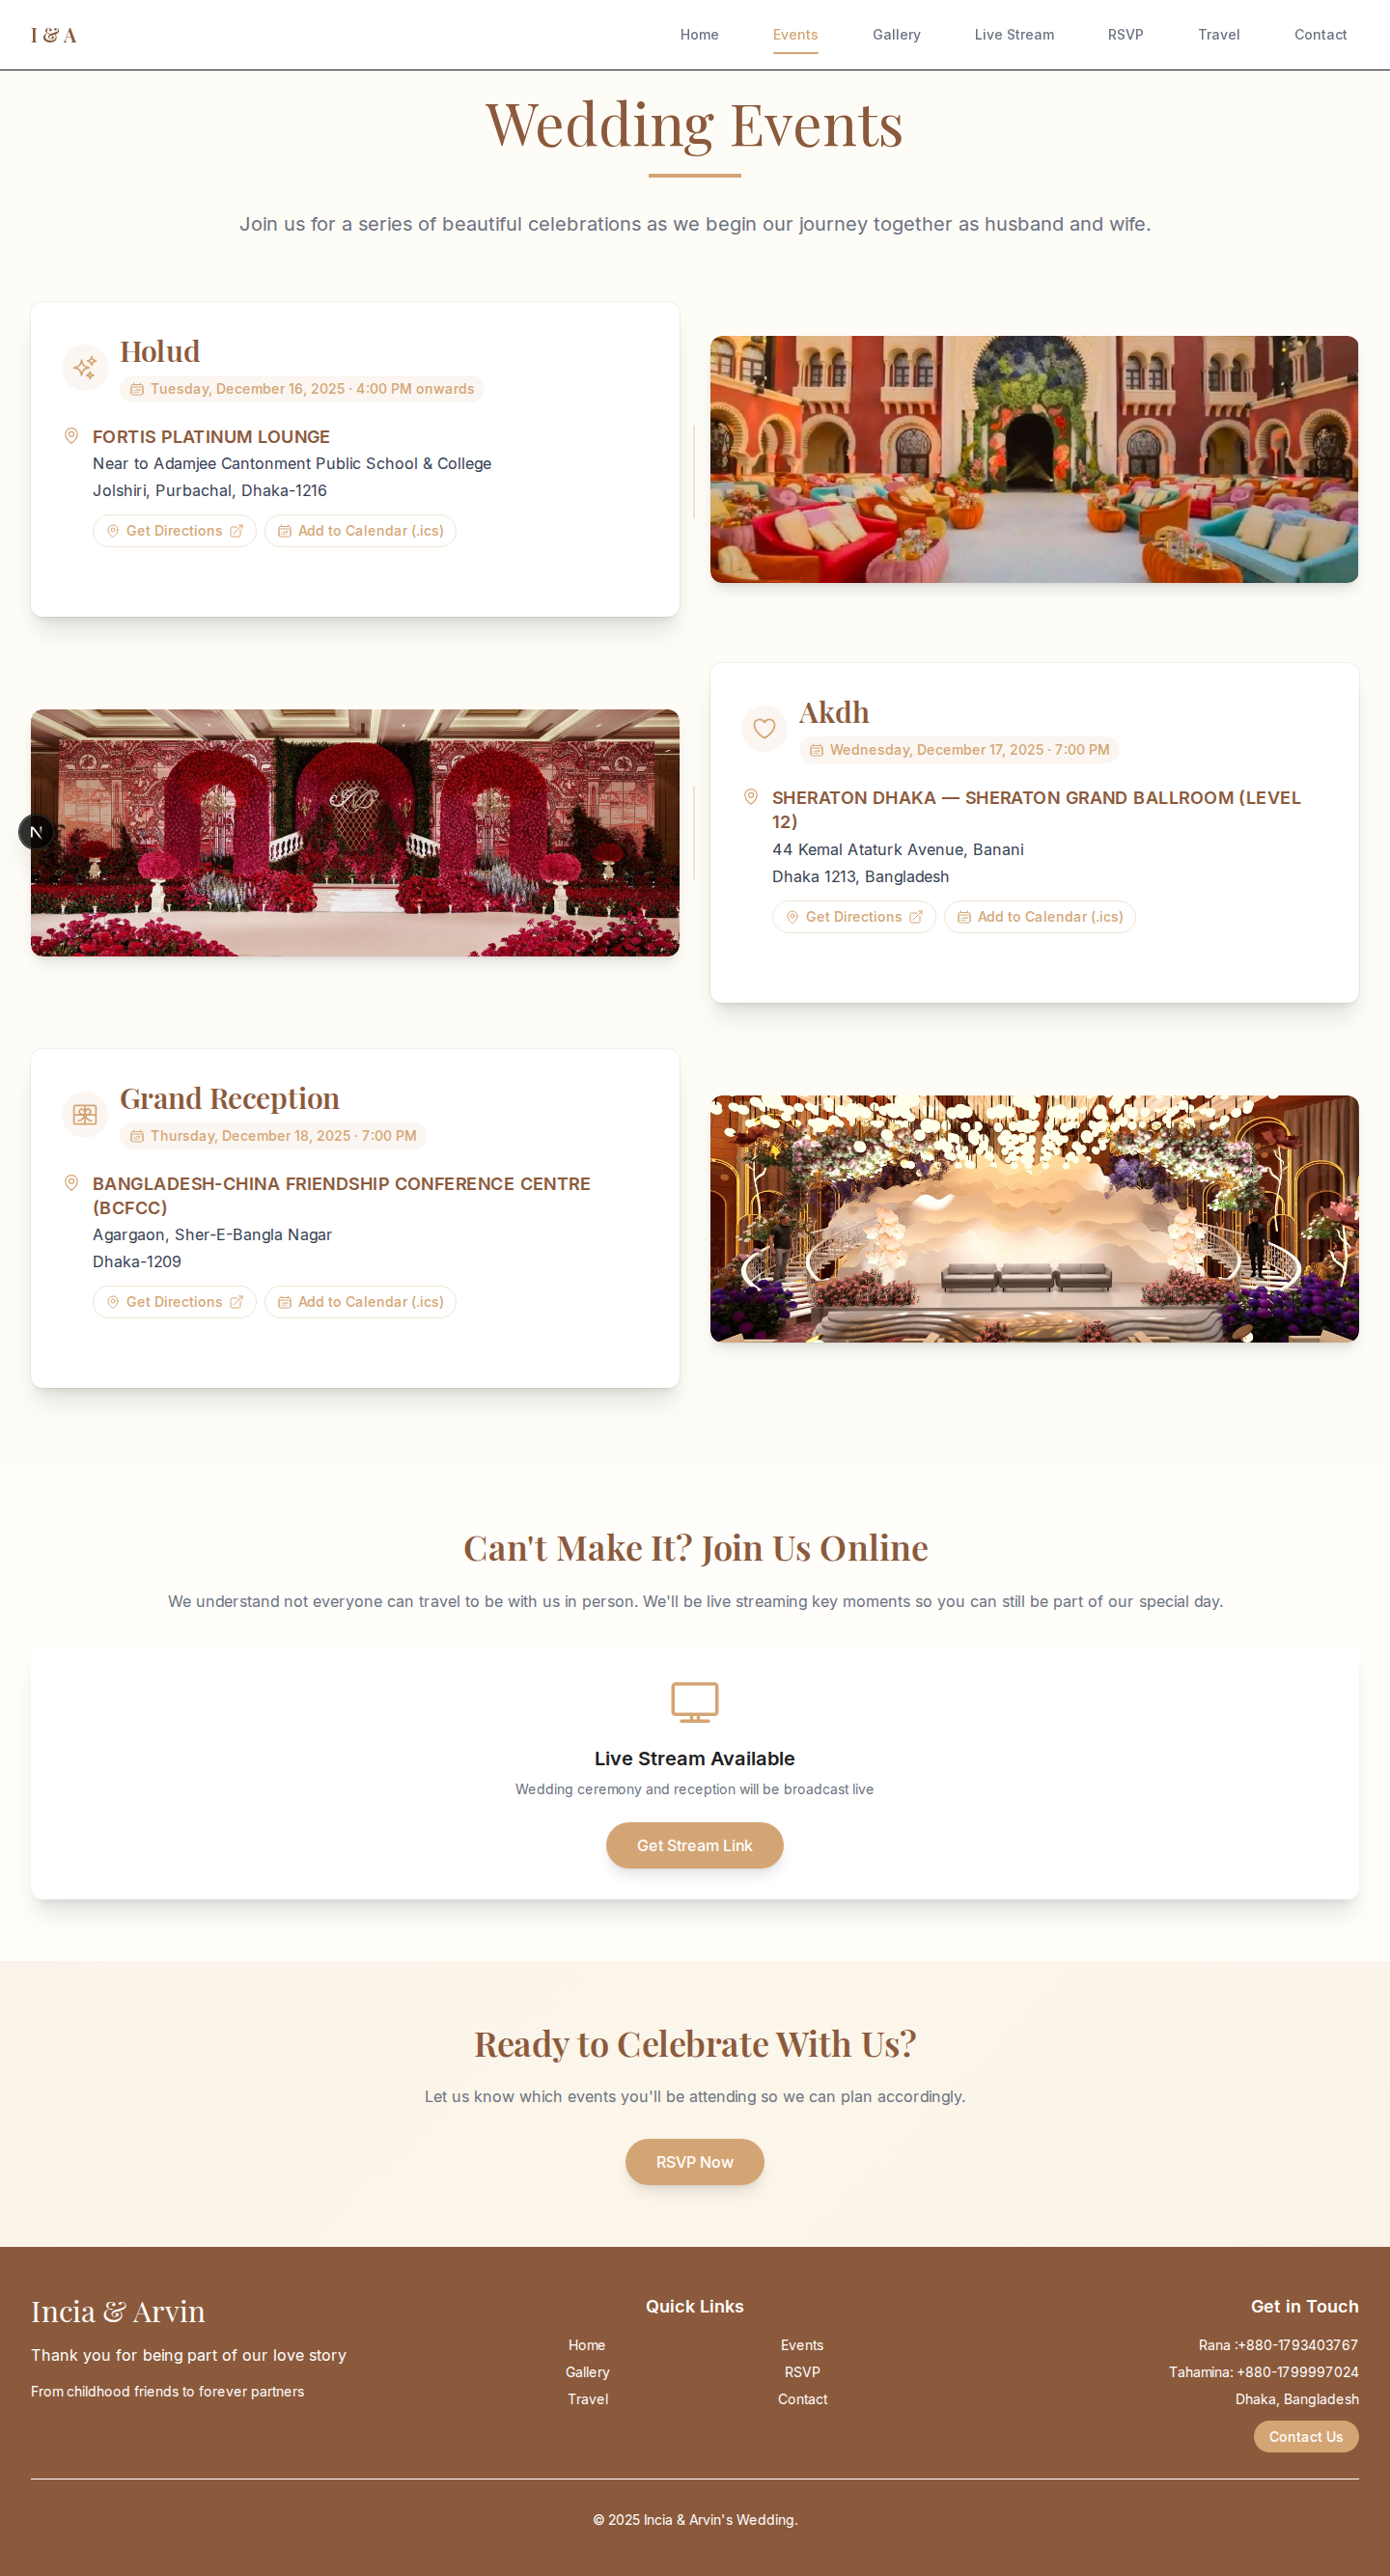 I & A
Home
Events
Gallery
Live Stream
RSVP
Travel
Contact
Wedding Events
Join us for a series of beautiful celebrations as we begin our journey together as husband and wife.
Holud
Tuesday, December 16, 2025 · 4:00 PM onwards
FORTIS PLATINUM LOUNGE
Near to Adamjee Cantonment Public School & College
Jolshiri, Purbachal, Dhaka-1216
Get Directions
Add to Calendar (.ics)
N
Akdh
Wednesday, December 17, 2025 · 7:00 PM
SHERATON DHAKA — SHERATON GRAND BALLROOM (LEVEL
12)
44 Kemal Ataturk Avenue, Banani
Dhaka 1213, Bangladesh
Get Directions
Add to Calendar (.ics)
Grand Reception
Thursday, December 18, 2025 · 7:00 PM
BANGLADESH-CHINA FRIENDSHIP CONFERENCE CENTRE
(BCFCC)
Agargaon, Sher-E-Bangla Nagar
Dhaka-1209
Get Directions
Add to Calendar (.ics)
Can't Make It? Join Us Online
We understand not everyone can travel to be with us in person. We'll be live streaming key moments so you can still be part of our special day.
Live Stream Available
Wedding ceremony and reception will be broadcast live
Get Stream Link
Ready to Celebrate With Us?
Let us know which events you'll be attending so we can plan accordingly.
RSVP Now
Incia & Arvin
Thank you for being part of our love story
From childhood friends to forever partners
Quick Links
Home
Events
Gallery
RSVP
Travel
Contact
Get in Touch
Rana :+880-1793403767
Tahamina: +880-1799997024
Dhaka, Bangladesh
Contact Us
© 2025 Incia & Arvin's Wedding.